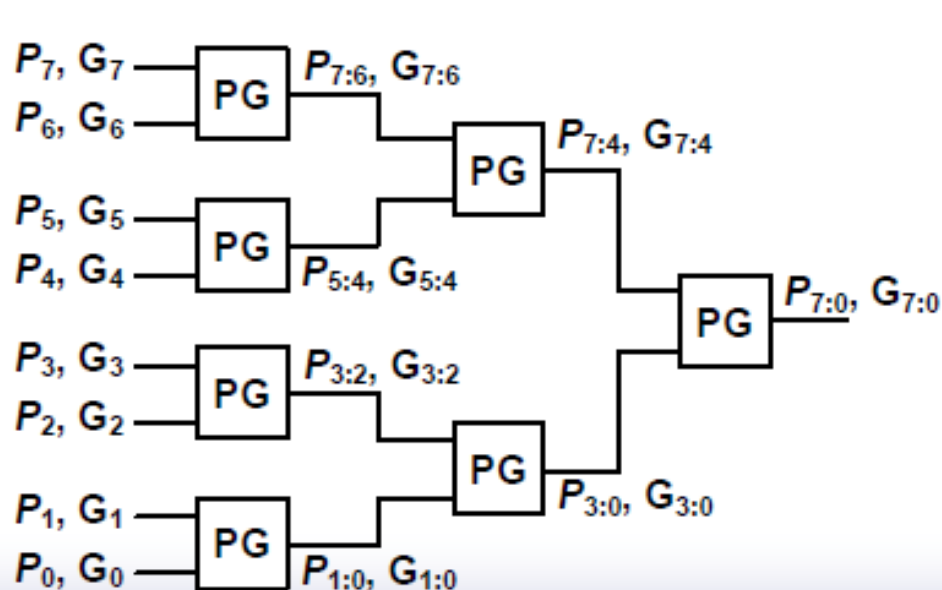 P7, G7
P7:6, G7:6
PG
P6, G6
P7:4, G7:4
PG
P5, G5
PG
P4, G4
P5:4, G5:4
P7:0, G7:0
PG
P3, G3
P3:2, G3:2
PG
P2, G2
PG
P3:0, G3:0
P1, G1
PG
P0, G0
P1:0, G1:0